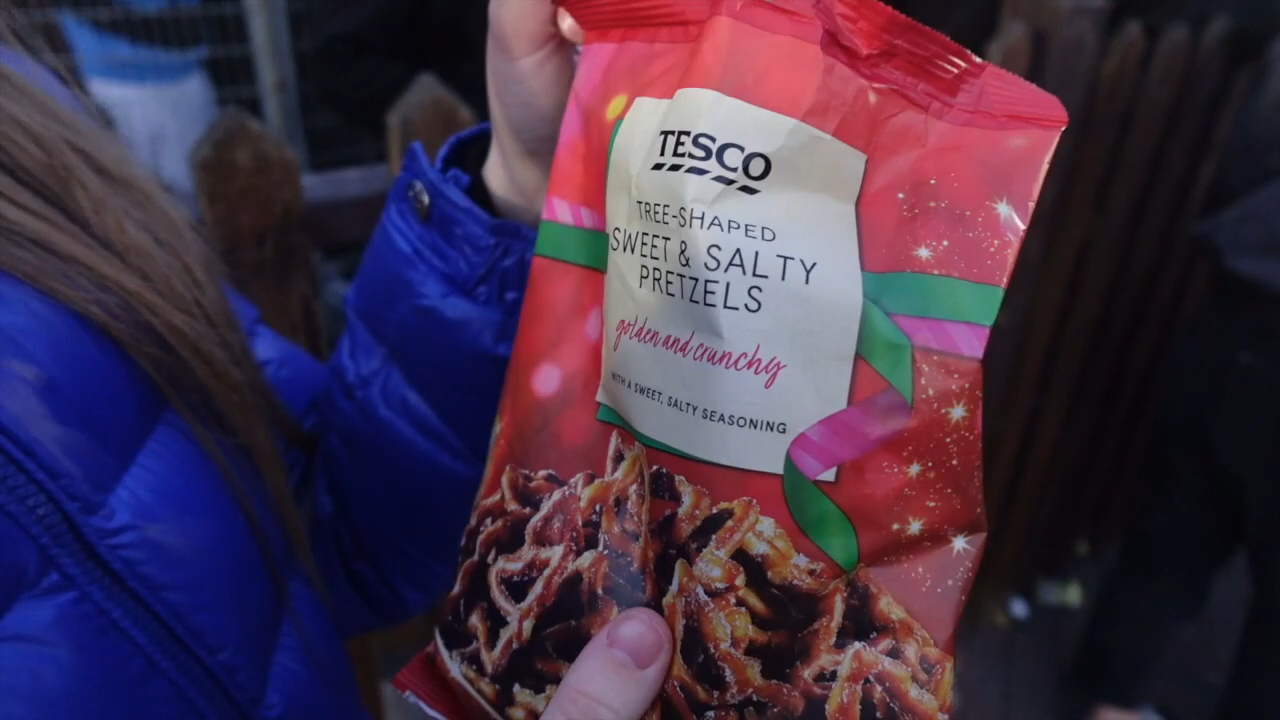 TESCO
TREE-SHAPED
SWEET & SALTY
PRETZELS
golden and crunchy
WITH A SWEET, SALTY SEASONING